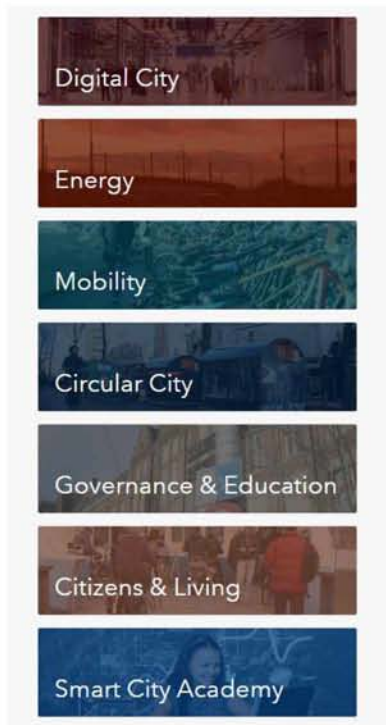 Digital City
Energy
Mobility
Circular City
Governance & Education
Citizens & Living
Smart City Academy